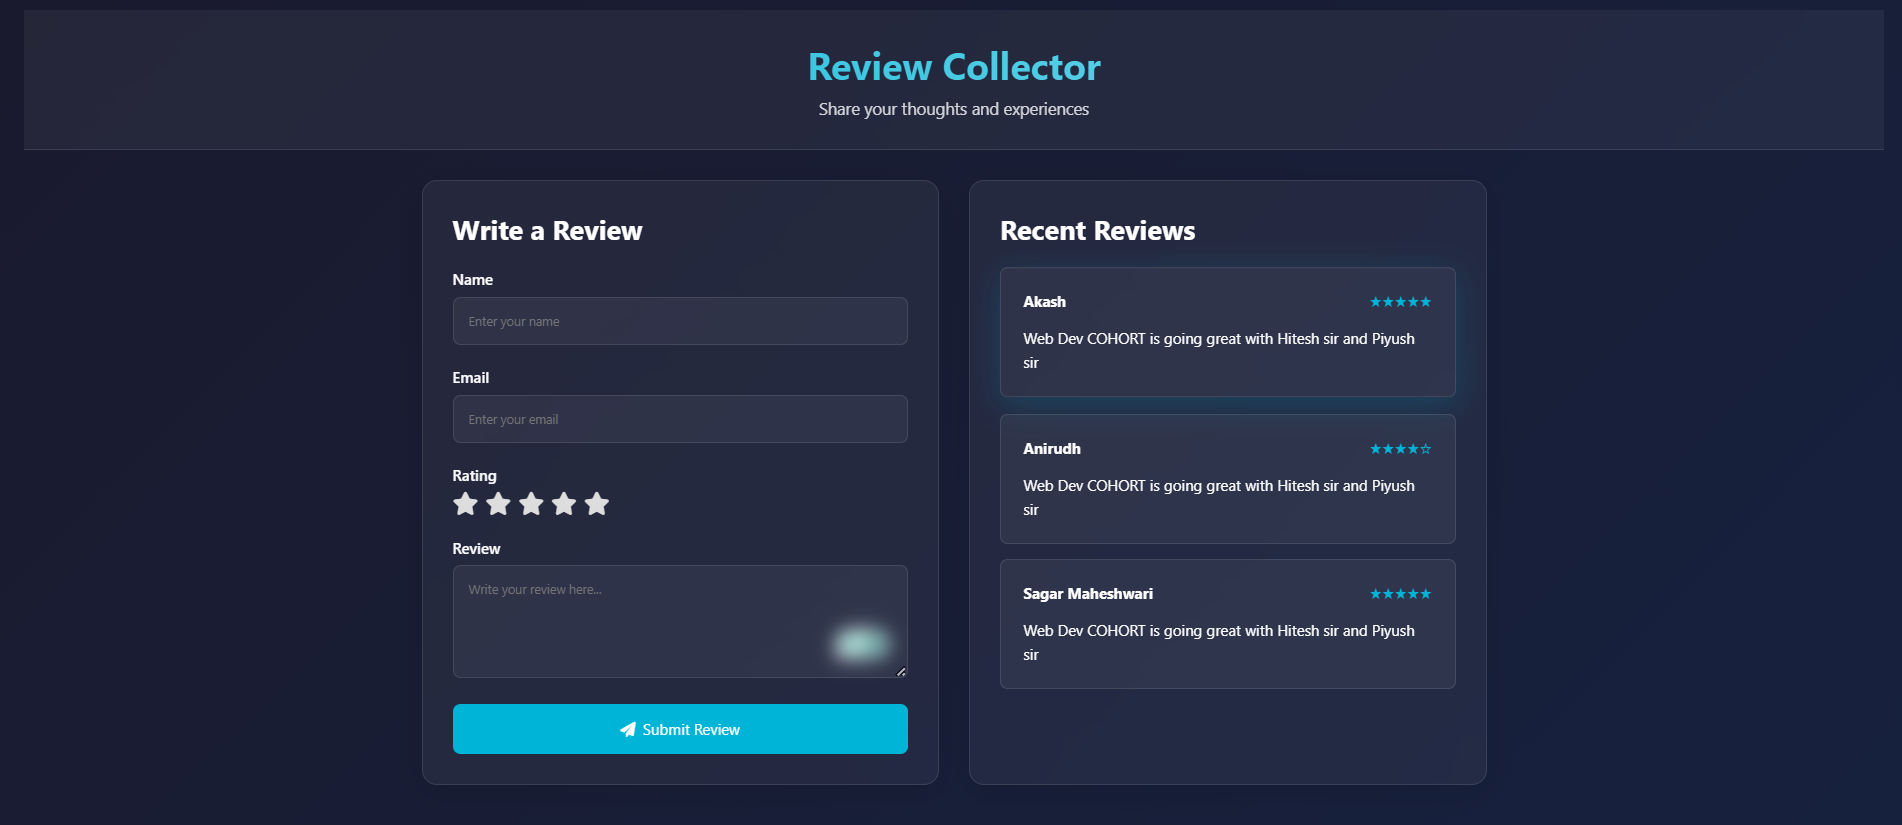 Review Collector
Share your thoughts and experiences
Write a Review
Name
Enter your name
Email
Enter your email
Rating
Review
Write your review here...
Submit Review
Recent Reviews
Akash ★★★★★
Web Dev COHORT is going great with Hitesh sir and Piyush
sir
Anirudh ★★★★☆
Web Dev COHORT is going great with Hitesh sir and Piyush
sir
Sagar Maheshwari ★★★★★
Web Dev COHORT is going great with Hitesh sir and Piyush
sir